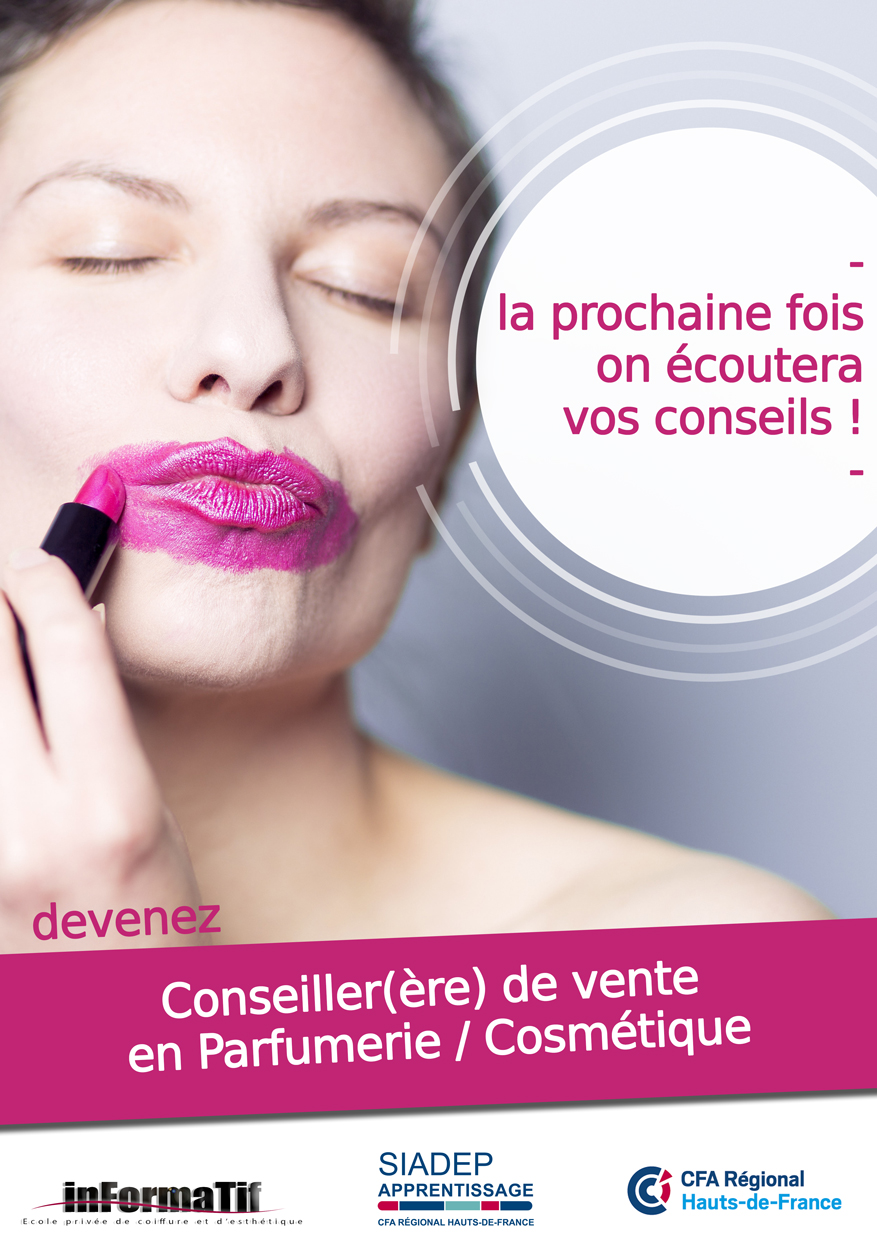 -
la prochaine fois
on écoutera
vos conseils !
-
devenez
Conseiller(ère) de vente
en Parfumerie / Cosmétique
inFormaTif
Ecole privée de coiffure et d'esthétique
SIADEP
APPRENTISSAGE
CFA RÉGIONAL HAUTS-DE-FRANCE
CFA Régional
Hauts-de-France